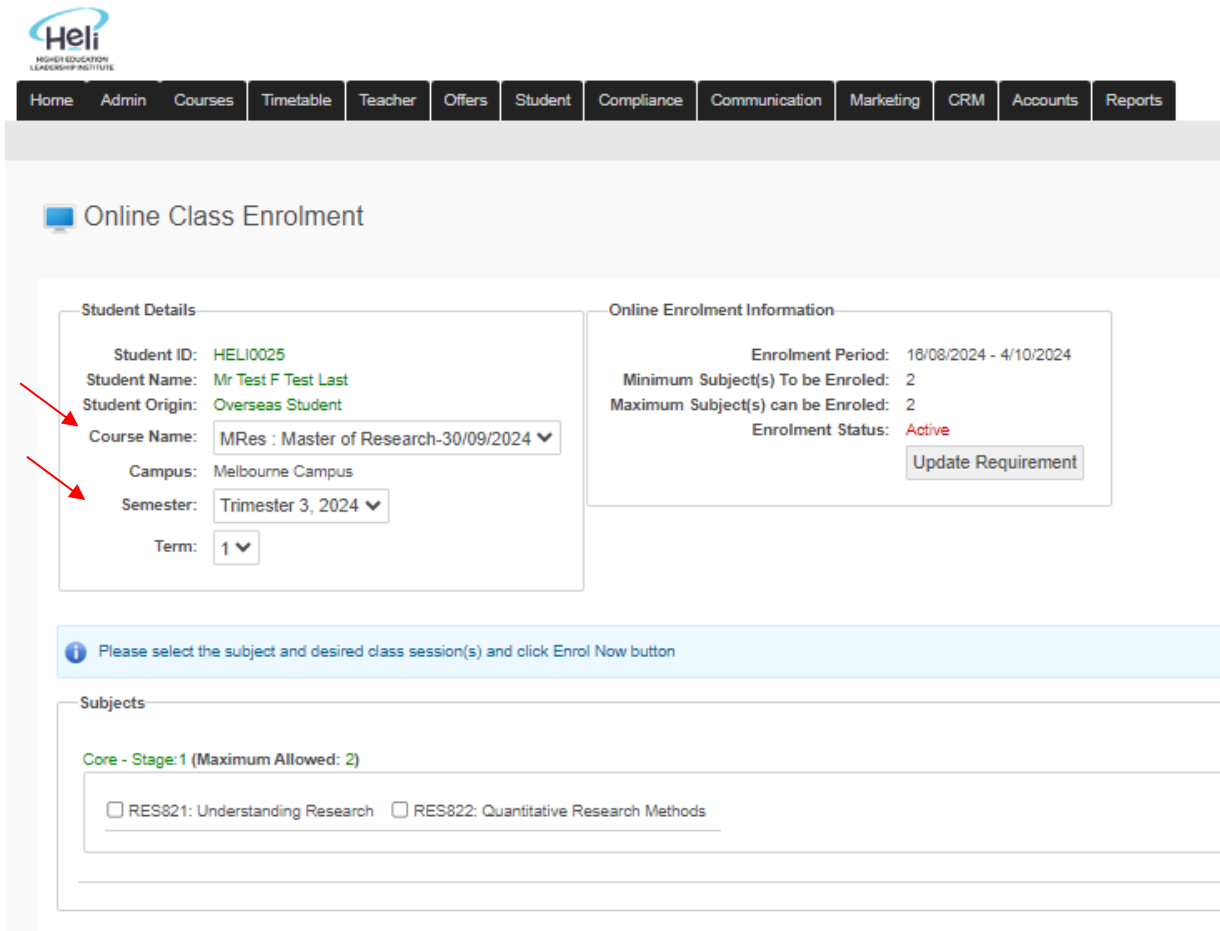 Heli
HIGHER EDUCATION
LEADERSHIP INSTITUTE
Home Admin Courses Timetable Teacher Offers Student Compliance Communication Marketing CRM Accounts Reports
Online Class Enrolment
Student Details
Student ID: HELI0025
Student Name: Mr Test F Test Last
Student Origin: Overseas Student
Course Name: MRes : Master of Research-30/09/2024
Campus: Melbourne Campus
Semester: Trimester 3, 2024
Term: 1
Online Enrolment Information
Enrolment Period: 16/08/2024 - 4/10/2024
Minimum Subject(s) To be Enroled: 2
Maximum Subject(s) can be Enroled: 2
Enrolment Status: Active
Update Requirement
Please select the subject and desired class session(s) and click Enrol Now button
Subjects
Core - Stage:1 (Maximum Allowed: 2)
RES821: Understanding Research RES822: Quantitative Research Methods